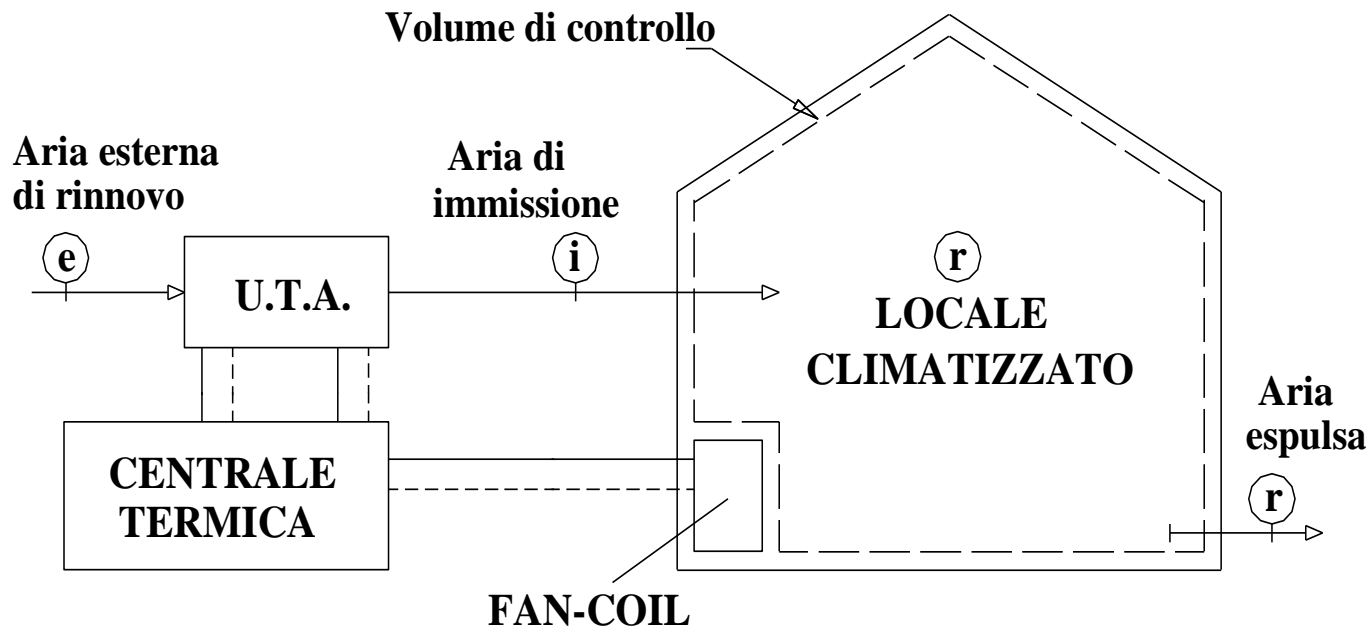 Volume di controllo
Aria esterna
di rinnovo
Aria di
immissione
e
i
r
U.T.A.
LOCALE
CLIMATIZZATO
Aria
espulsa
r
CENTRALE
TERMICA
FAN-COIL